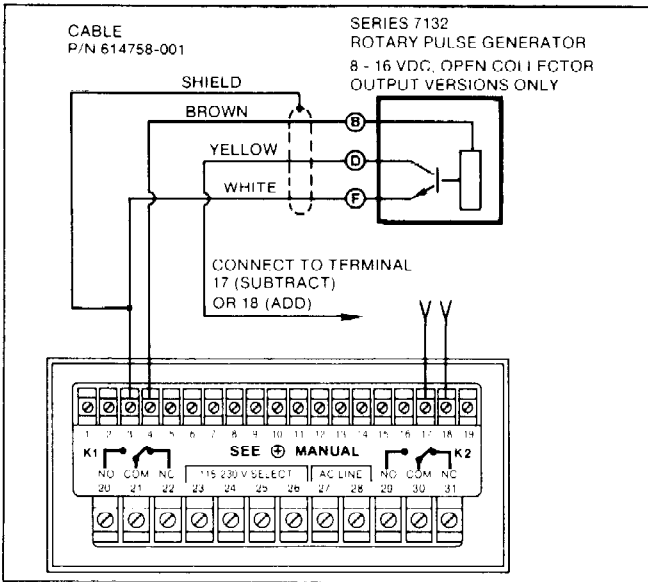 CABLE
P/N 614758-001
SERIES 7132
ROTARY PULSE GENERATOR
8 - 16 VDC, OPEN COLLECTOR
OUTPUT VERSIONS ONLY
SHIELD
BROWN
B
YELLOW
D
WHITE
F
CONNECT TO TERMINAL
17 (SUBTRACT)
OR 18 (ADD)
1 2 3 4 5 6 7 8 9 10 11 12 13 14 15 16 17 18 19
K1 SEE MANUAL K2
NO COM NC 115 230 V SELECT AC LINE NO COM NC
20 21 22 23 24 25 26 27 28 29 30 31